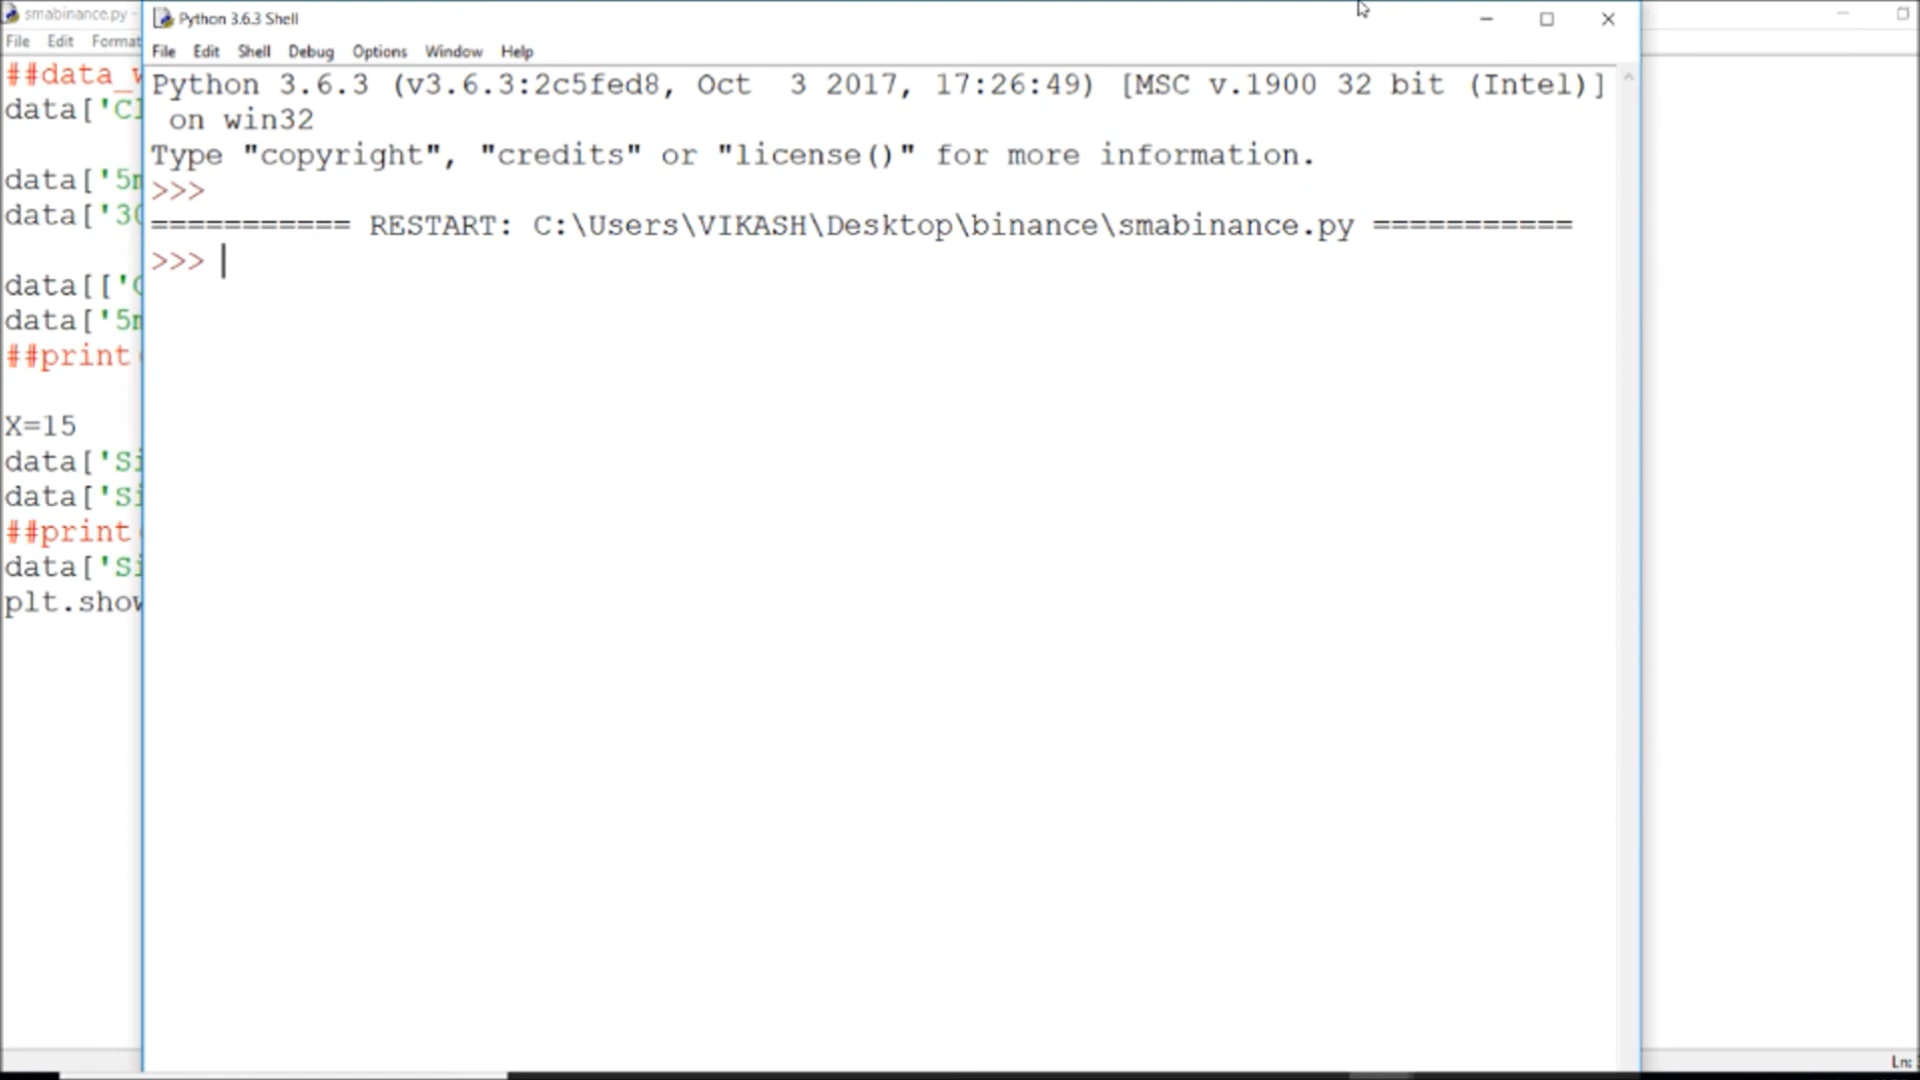 smabinance.py -
File Edit Format
##data_w
data['Cl
data['5m
data['30
data[['C
data['5m
##print(
X=15
data['Si
data['Si
##print(
data['Si
plt.show
Python 3.6.3 Shell
File Edit Shell Debug Options Window Help
Python 3.6.3 (v3.6.3:2c5fed8, Oct  3 2017, 17:26:49) [MSC v.1900 32 bit (Intel)]
 on win32
Type "copyright", "credits" or "license()" for more information.
>>>
=========== RESTART: C:\Users\VIKASH\Desktop\binance\smabinance.py ===========
>>>
Ln: